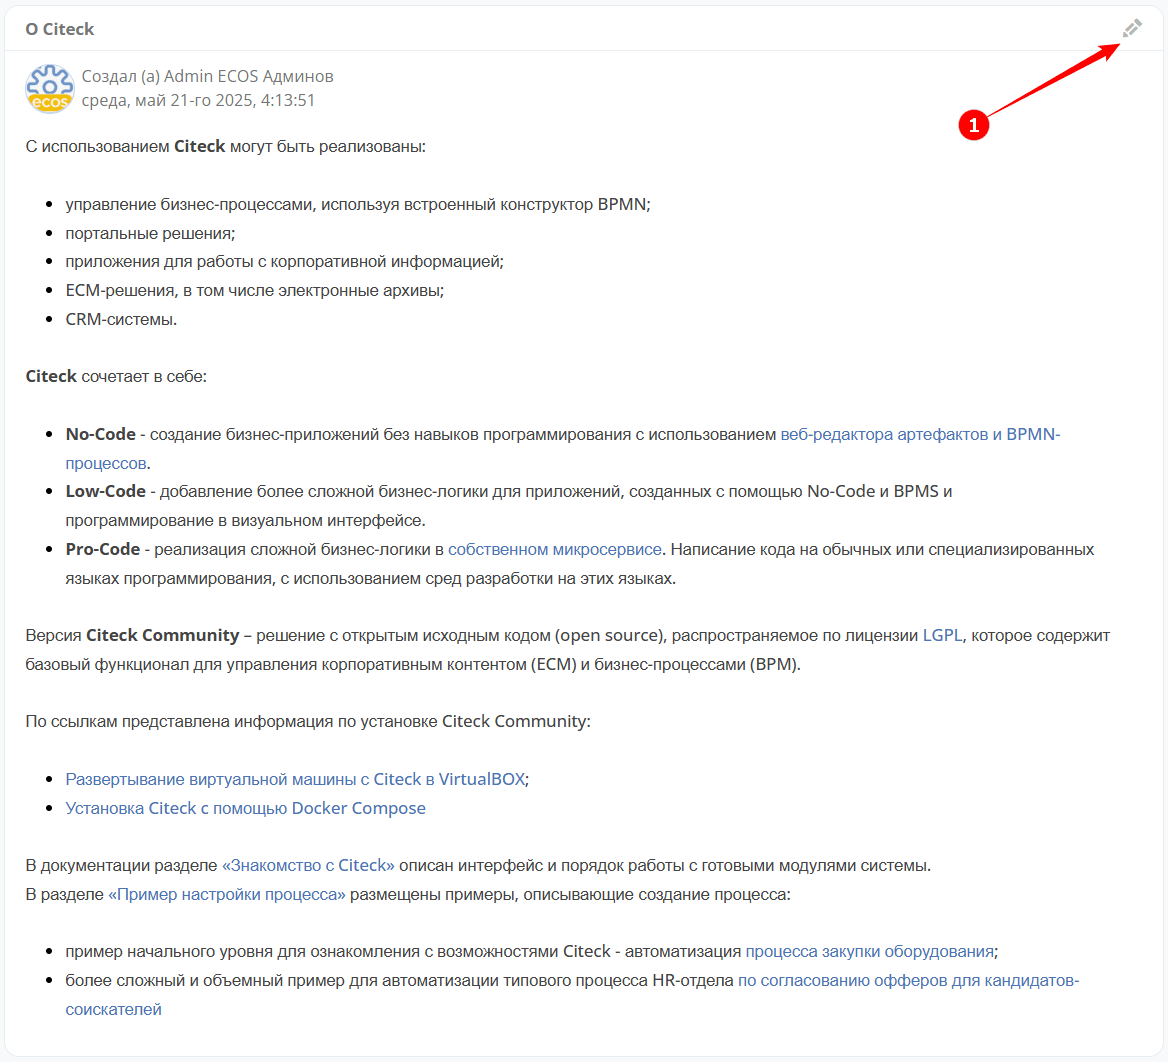 О Citeck
ecos
Создал (а) Admin ECOS Админов
среда, май 21-го 2025, 4:13:51
1
С использованием Citeck могут быть реализованы:
управление бизнес-процессами, используя встроенный конструктор BPMN;
портальные решения;
приложения для работы с корпоративной информацией;
ECM-решения, в том числе электронные архивы;
CRM-системы.
Citeck сочетает в себе:
No-Code - создание бизнес-приложений без навыков программирования с использованием веб-редактора артефактов и BPMN-
процессов.
Low-Code - добавление более сложной бизнес-логики для приложений, созданных с помощью No-Code и BPMS и
программирование в визуальном интерфейсе.
Pro-Code - реализация сложной бизнес-логики в собственном микросервисе. Написание кода на обычных или специализированных
языках программирования, с использованием сред разработки на этих языках.
Версия Citeck Community – решение с открытым исходным кодом (open source), распространяемое по лицензии LGPL, которое содержит
базовый функционал для управления корпоративным контентом (ECM) и бизнес-процессами (BPM).
По ссылкам представлена информация по установке Citeck Community:
Развертывание виртуальной машины с Citeck в VirtualBOX;
Установка Citeck с помощью Docker Compose
В документации разделе «Знакомство с Citeck» описан интерфейс и порядок работы с готовыми модулями системы.
В разделе «Пример настройки процесса» размещены примеры, описывающие создание процесса:
пример начального уровня для ознакомления с возможностями Citeck - автоматизация процесса закупки оборудования;
более сложный и объемный пример для автоматизации типового процесса HR-отдела по согласованию офферов для кандидатов-
соискателей